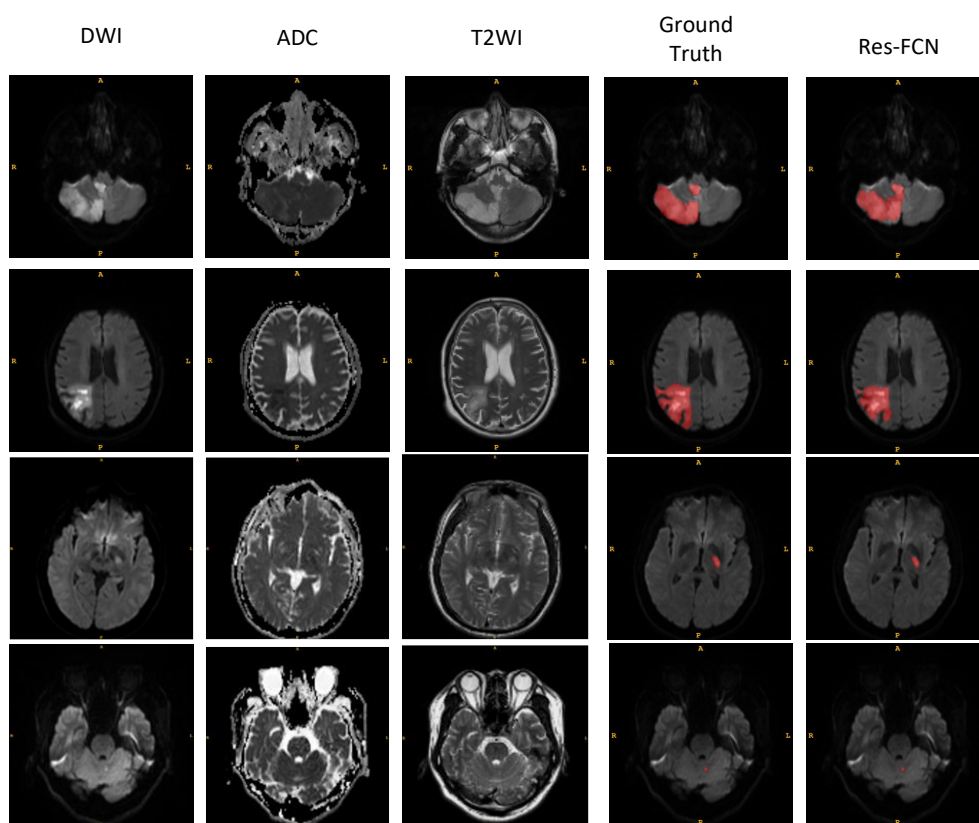 DWI
ADC
T2WI
Ground
Truth
Res-FCN
A A A A A
R L R L R L R L R L
P P P P P
A A A A A
R L R L R L R L R L
P P P P P
A A
R L R L
P P
A A
R L R L
P P